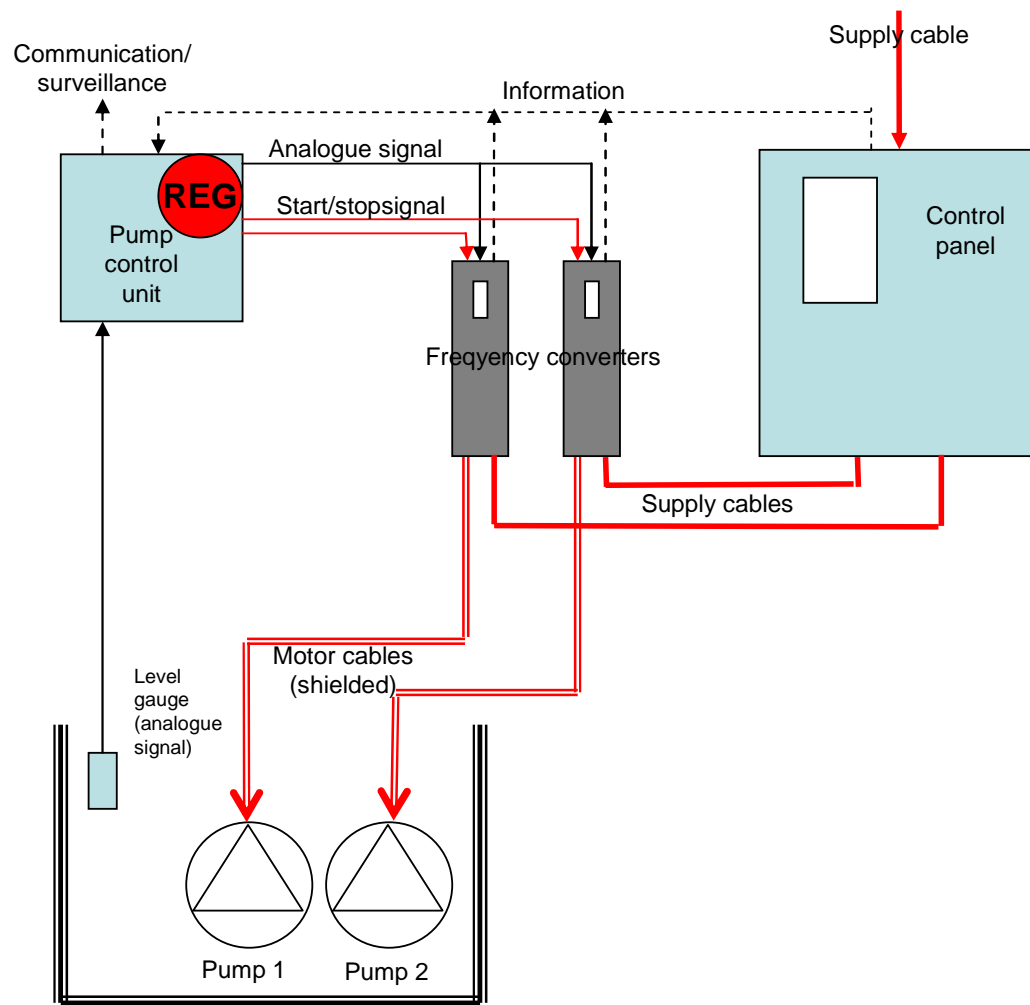 Supply cable
Communication/
surveillance
Information
Analogue signal
REG
Start/stopsignal
Pump
control
unit
Control
panel
Freqyency converters
Supply cables
Motor cables
(shielded)
Level
gauge
(analogue
signal)
Pump 1
Pump 2